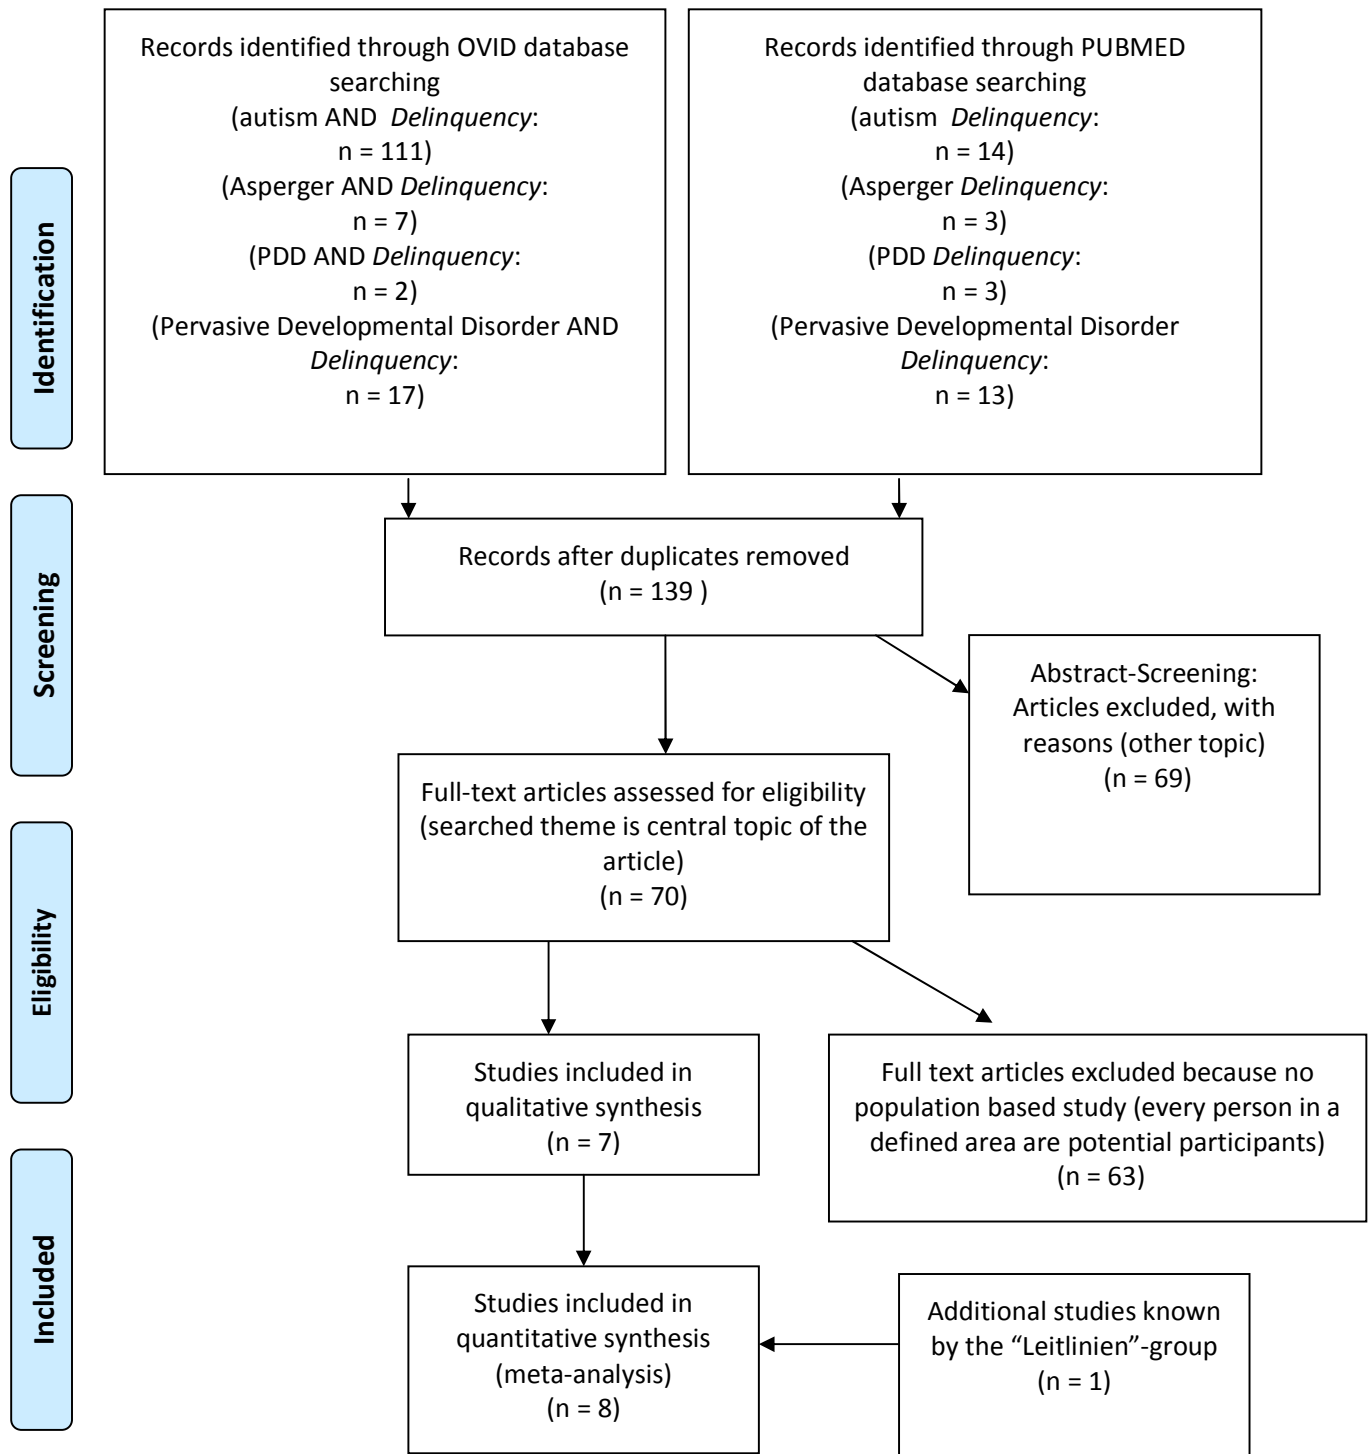 Records identified through OVID database
searching
(autism AND Delinquency:
n = 111)
(Asperger AND Delinquency:
n = 7)
(PDD AND Delinquency:
n = 2)
(Pervasive Developmental Disorder AND
Delinquency:
n = 17)
Records identified through PUBMED
database searching
(autism Delinquency:
n = 14)
(Asperger Delinquency:
n = 3)
(PDD Delinquency:
n = 3)
(Pervasive Developmental Disorder
Delinquency:
n = 13)
Identification
Records after duplicates removed
(n = 139 )
Screening
Abstract-Screening:
Articles excluded, with
reasons (other topic)
(n = 69)
Full-text articles assessed for eligibility
(searched theme is central topic of the
article)
(n = 70)
Eligibility
Studies included in
qualitative synthesis
(n = 7)
Full text articles excluded because no
population based study (every person in a
defined area are potential participants)
(n = 63)
Included
Studies included in
quantitative synthesis
(meta-analysis)
(n = 8)
Additional studies known
by the “Leitlinien”-group
(n = 1)